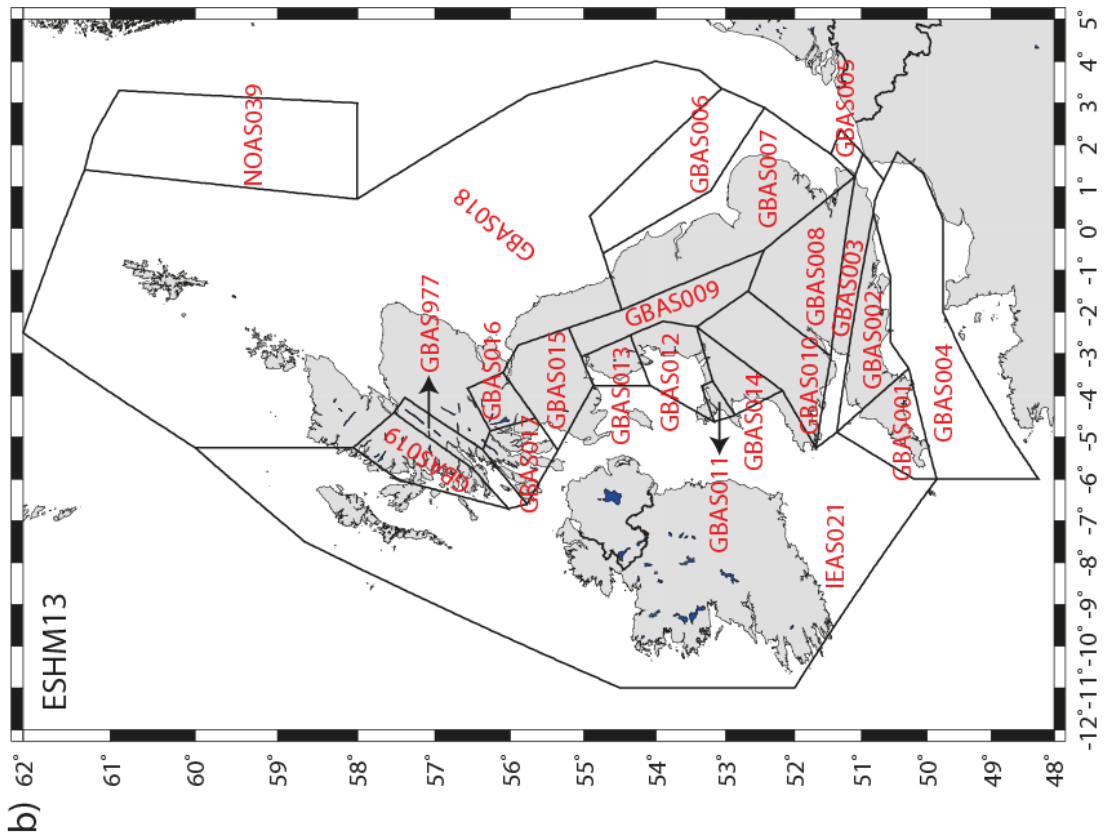 b)
ESHM13
62°
61°
60°
59°
58°
57°
56°
55°
54°
53°
52°
51°
50°
49°
48°
-12°
-11°
-10°
-9°
-8°
-7°
-6°
-5°
-4°
-3°
-2°
-1°
0°
1°
2°
3°
4°
5°
NOAS039
GBAS018
GBAS977
GBAS019
GBAS016
GBAS017
GBAS015
GBAS009
GBAS013
GBAS012
GBAS014
GBAS011
GBAS010
GBAS006
GBAS007
GBAS008
GBAS005
GBAS003
GBAS002
GBAS001
GBAS004
IEAS021